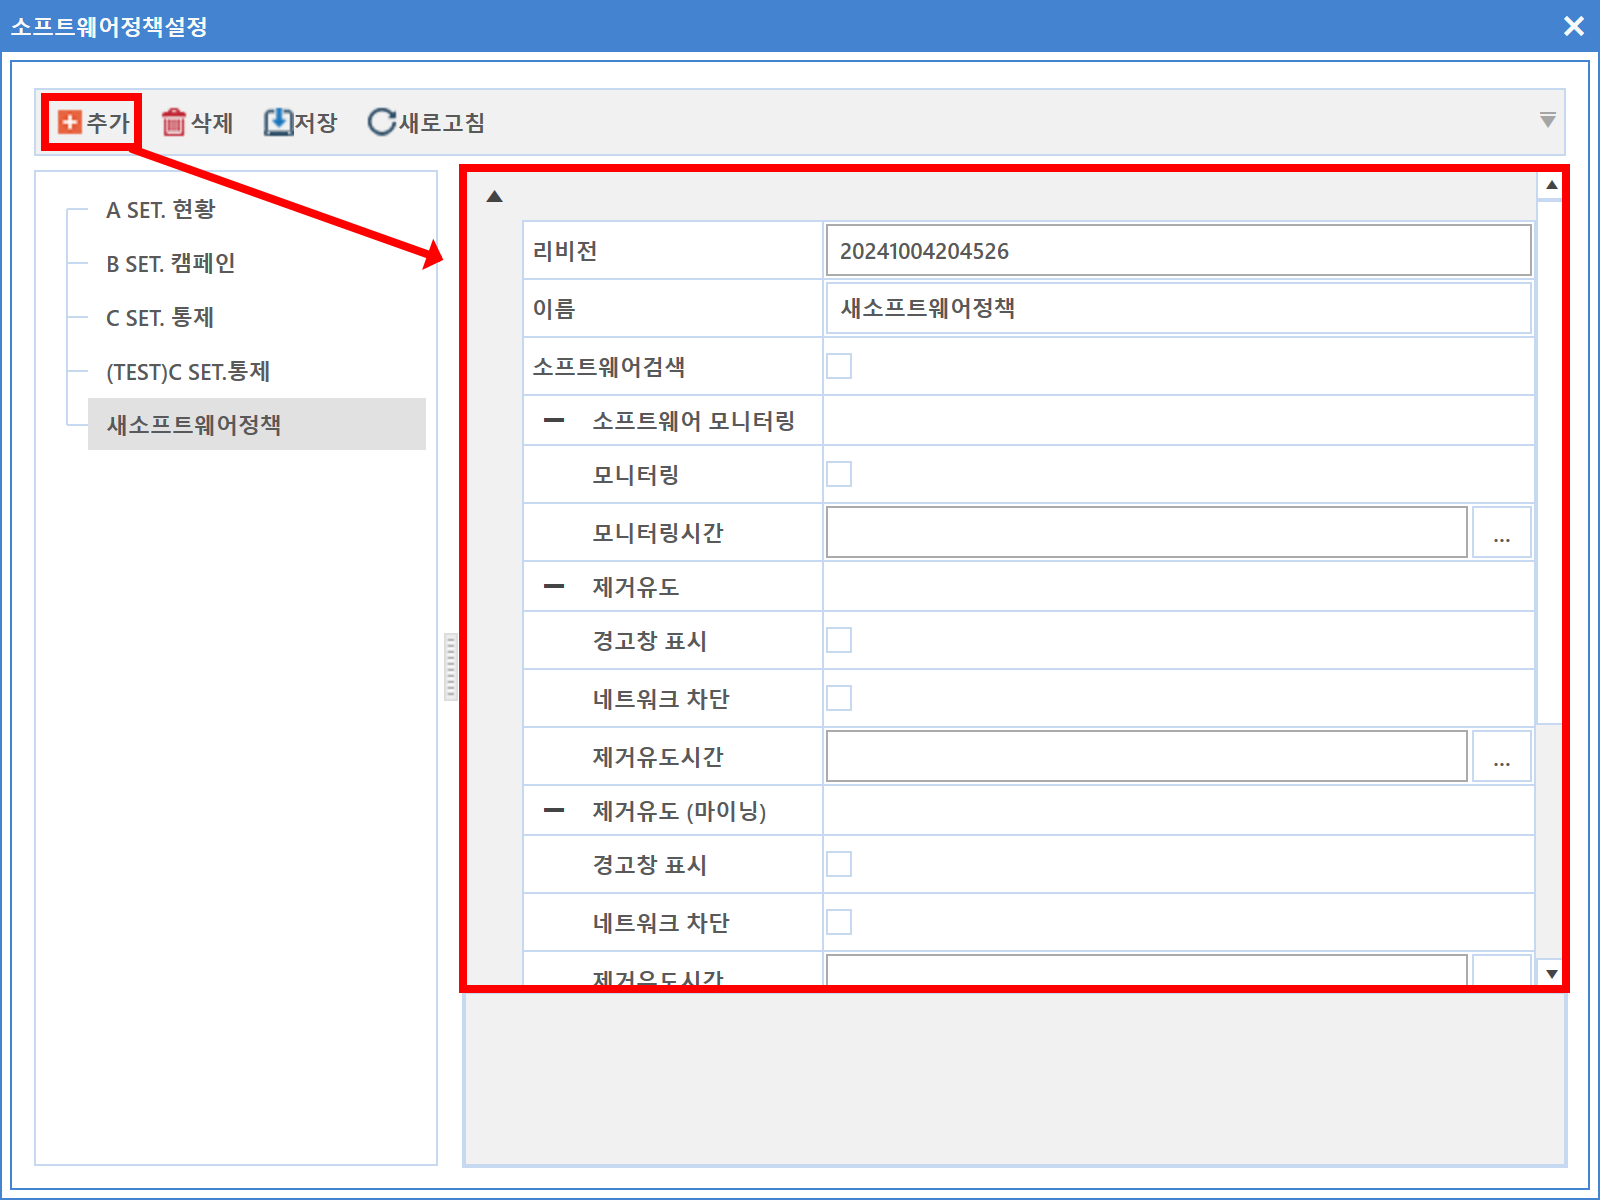 소프트웨어정책설정
추가 삭제 저장 새로고침
A SET. 현황
B SET. 캠페인
C SET. 통제
(TEST)C SET.통제
새소프트웨어정책
리비전 20241004204526
이름 새소프트웨어정책
소프트웨어검색
소프트웨어 모니터링
모니터링
모니터링시간 ...
제거유도
경고창 표시
네트워크 차단
제거유도시간 ...
제거유도 (마이닝)
경고창 표시
네트워크 차단
제거유도시간